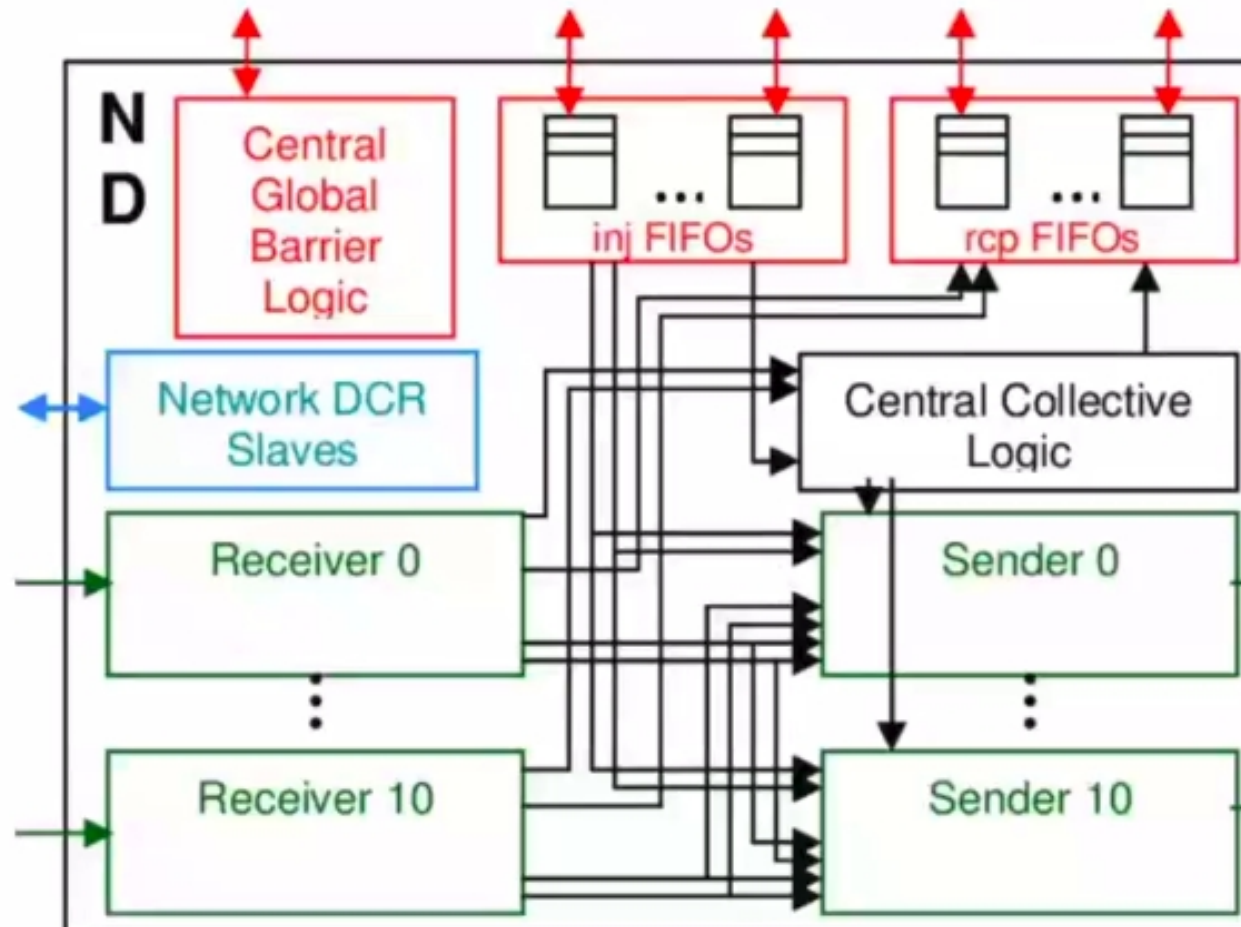 N
D
Central
Global
Barrier
Logic
...
inj FIFOs
...
rcp FIFOs
Network DCR
Slaves
Central Collective
Logic
Receiver 0
Sender 0
Receiver 10
Sender 10